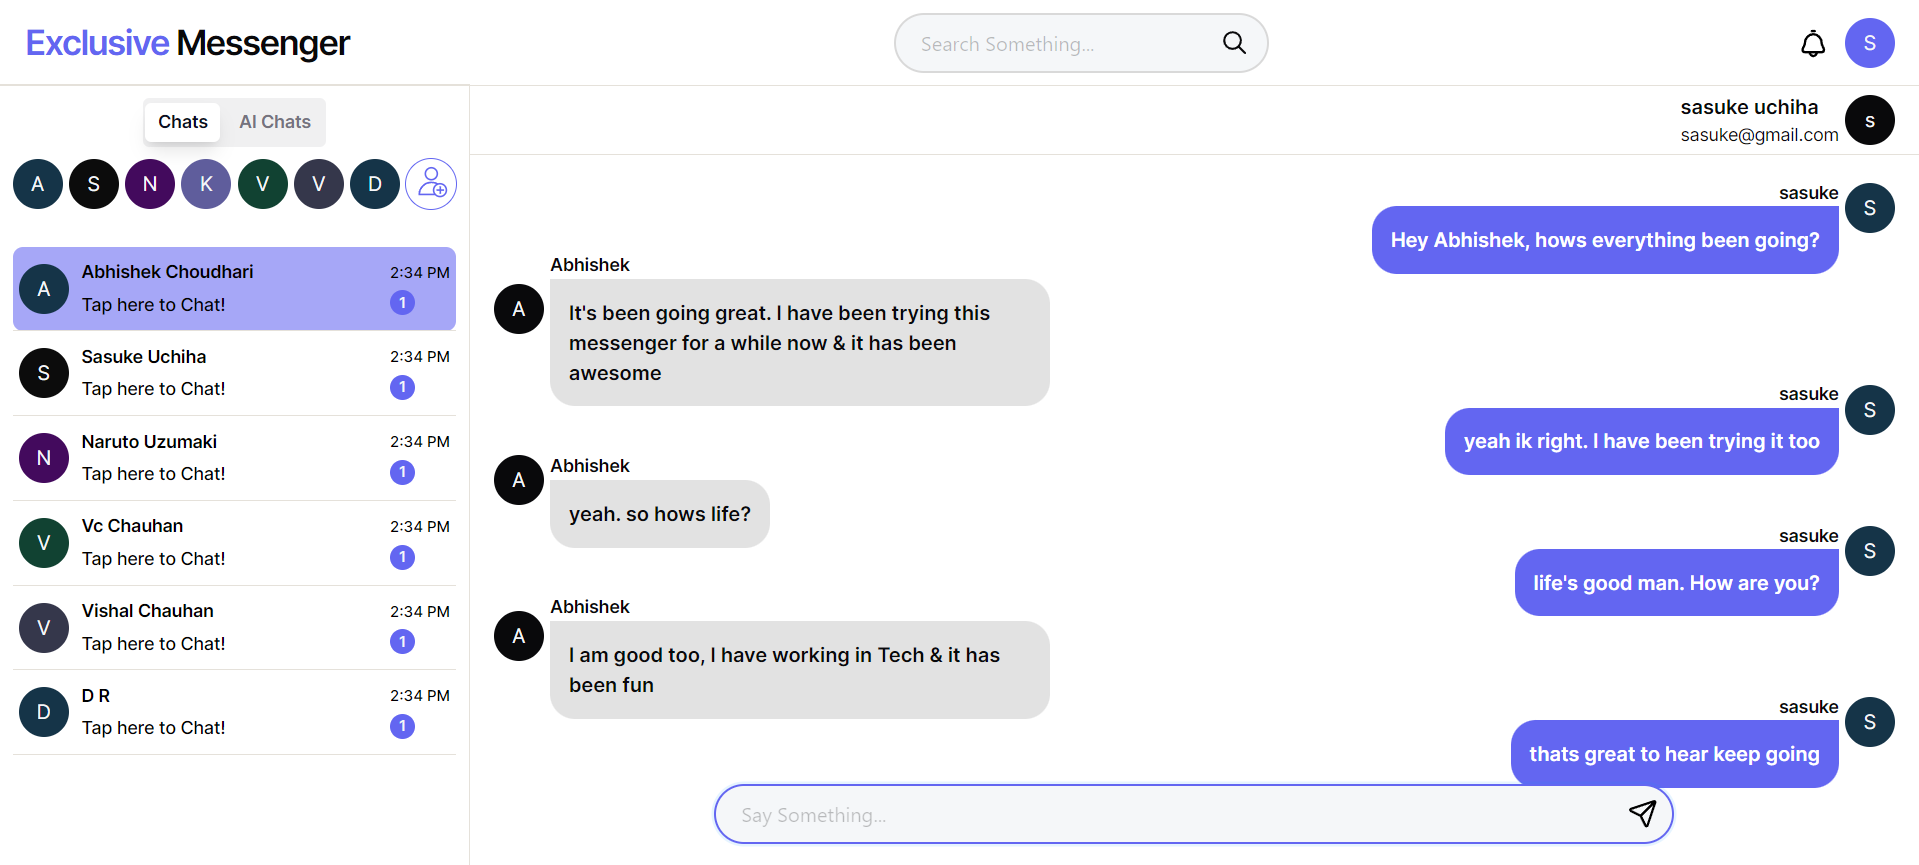 Exclusive Messenger
Search Something...
S
Chats
AI Chats
A S N K V V D
A
Abhishek Choudhari
2:34 PM
Tap here to Chat!
1
S
Sasuke Uchiha
2:34 PM
Tap here to Chat!
1
N
Naruto Uzumaki
2:34 PM
Tap here to Chat!
1
V
Vc Chauhan
2:34 PM
Tap here to Chat!
1
V
Vishal Chauhan
2:34 PM
Tap here to Chat!
1
D
D R
2:34 PM
Tap here to Chat!
1
sasuke uchiha
sasuke@gmail.com
s
sasuke
S
Hey Abhishek, hows everything been going?
Abhishek
A
It's been going great. I have been trying this
messenger for a while now & it has been
awesome
sasuke
S
yeah ik right. I have been trying it too
Abhishek
A
yeah. so hows life?
sasuke
S
life's good man. How are you?
Abhishek
A
I am good too, I have working in Tech & it has
been fun
sasuke
S
thats great to hear keep going
Say Something...